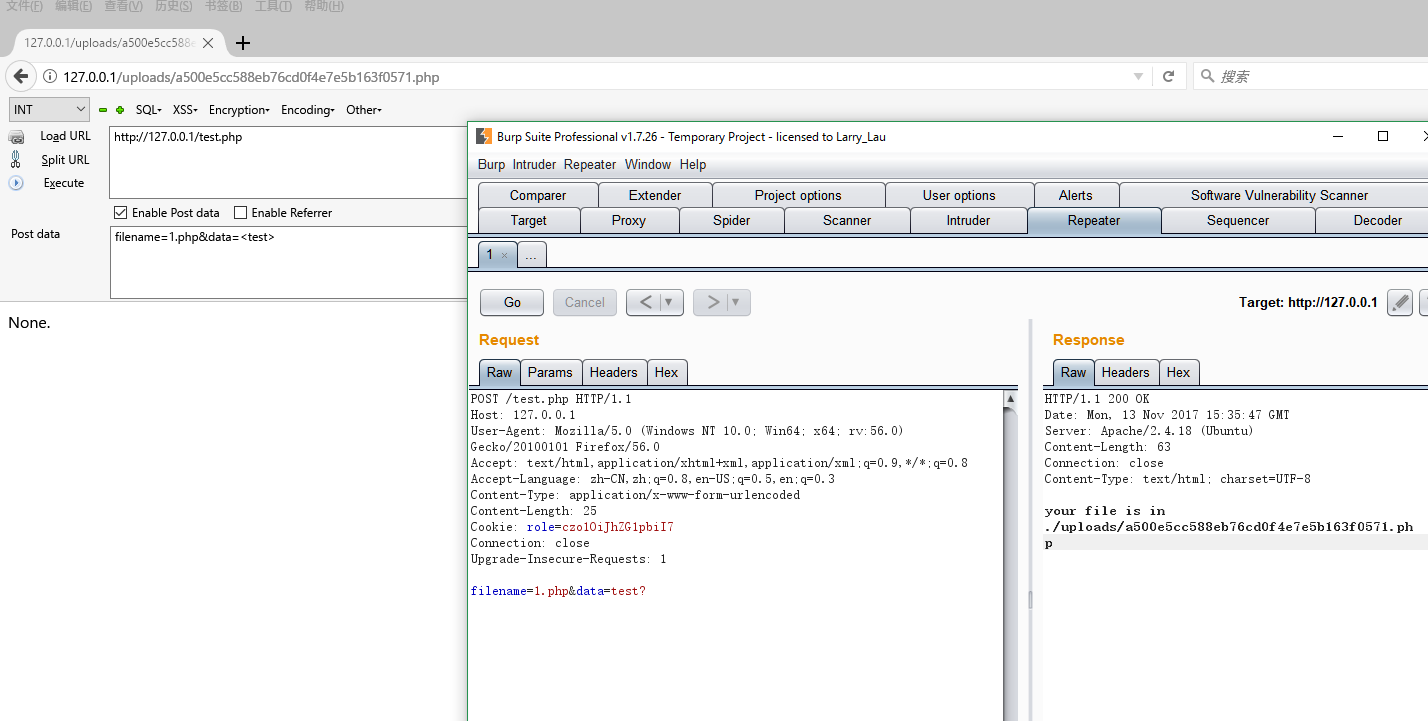 文件(F) 编辑(E) 查看(V) 历史(S) 书签(B) 工具(T) 帮助(H)
127.0.0.1/uploads/a500e5cc588e
127.0.0.1/uploads/a500e5cc588eb76cd0f4e7e5b163f0571.php
搜索
INT SQL XSS Encryption Encoding Other
Load URL
Split URL
Execute
http://127.0.0.1/test.php
Enable Post data Enable Referrer
Post data
filename=1.php&data=<test>
None.
Burp Suite Professional v1.7.26 - Temporary Project - licensed to Larry_Lau
Burp Intruder Repeater Window Help
Comparer Extender Project options User options Alerts Software Vulnerability Scanner
Target Proxy Spider Scanner Intruder Repeater Sequencer Decoder
1 × ...
Go Cancel < > Target: http://127.0.0.1
Request
Raw Params Headers Hex
POST /test.php HTTP/1.1
Host: 127.0.0.1
User-Agent: Mozilla/5.0 (Windows NT 10.0; Win64; x64; rv:56.0)
Gecko/20100101 Firefox/56.0
Accept: text/html,application/xhtml+xml,application/xml;q=0.9,*/*;q=0.8
Accept-Language: zh-CN,zh;q=0.8,en-US;q=0.5,en;q=0.3
Content-Type: application/x-www-form-urlencoded
Content-Length: 25
Cookie: role=czo1OiJhZG1pbiI7
Connection: close
Upgrade-Insecure-Requests: 1
filename=1.php&data=test?
Response
Raw Headers Hex
HTTP/1.1 200 OK
Date: Mon, 13 Nov 2017 15:35:47 GMT
Server: Apache/2.4.18 (Ubuntu)
Content-Length: 63
Connection: close
Content-Type: text/html; charset=UTF-8
your file is in
./uploads/a500e5cc588eb76cd0f4e7e5b163f0571.ph
p